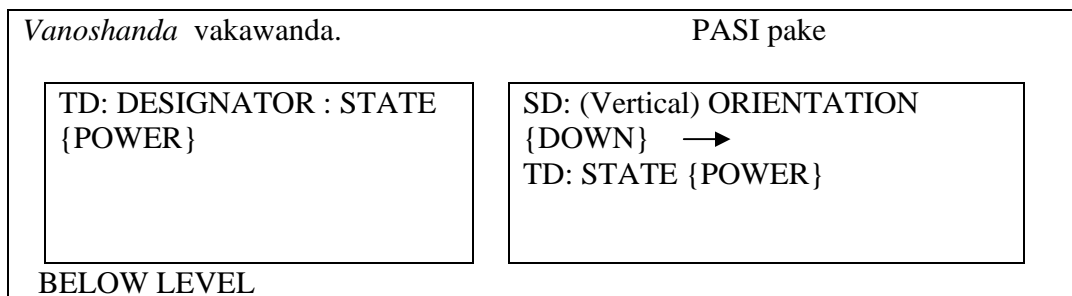 Vanoshanda vakawanda. PASI pake
TD: DESIGNATOR : STATE
{POWER}
SD: (Vertical) ORIENTATION
{DOWN} →
TD: STATE {POWER}
BELOW LEVEL